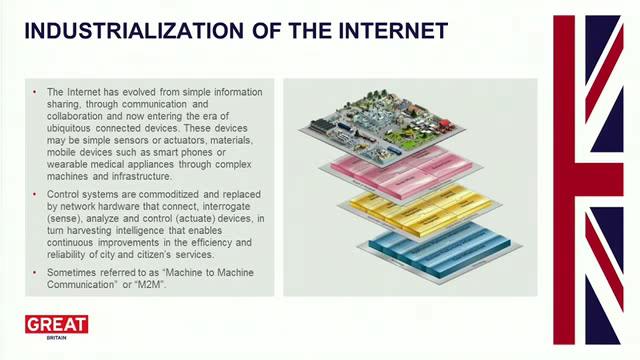 INDUSTRIALIZATION OF THE INTERNET
• The Internet has evolved from simple information
sharing, through communication and
collaboration and now entering the era of
ubiquitous connected devices. These devices
may be simple sensors or actuators, materials,
mobile devices such as smart phones or
wearable medical appliances through complex
machines and infrastructure.
• Control systems are commoditized and replaced
by network hardware that connect, interrogate
(sense), analyze and control (actuate) devices, in
turn harvesting intelligence that enables
continuous improvements in the efficiency and
reliability of city and citizen's services.
• Sometimes referred to as “Machine to Machine
Communication” or “M2M”.
GREAT
BRITAIN